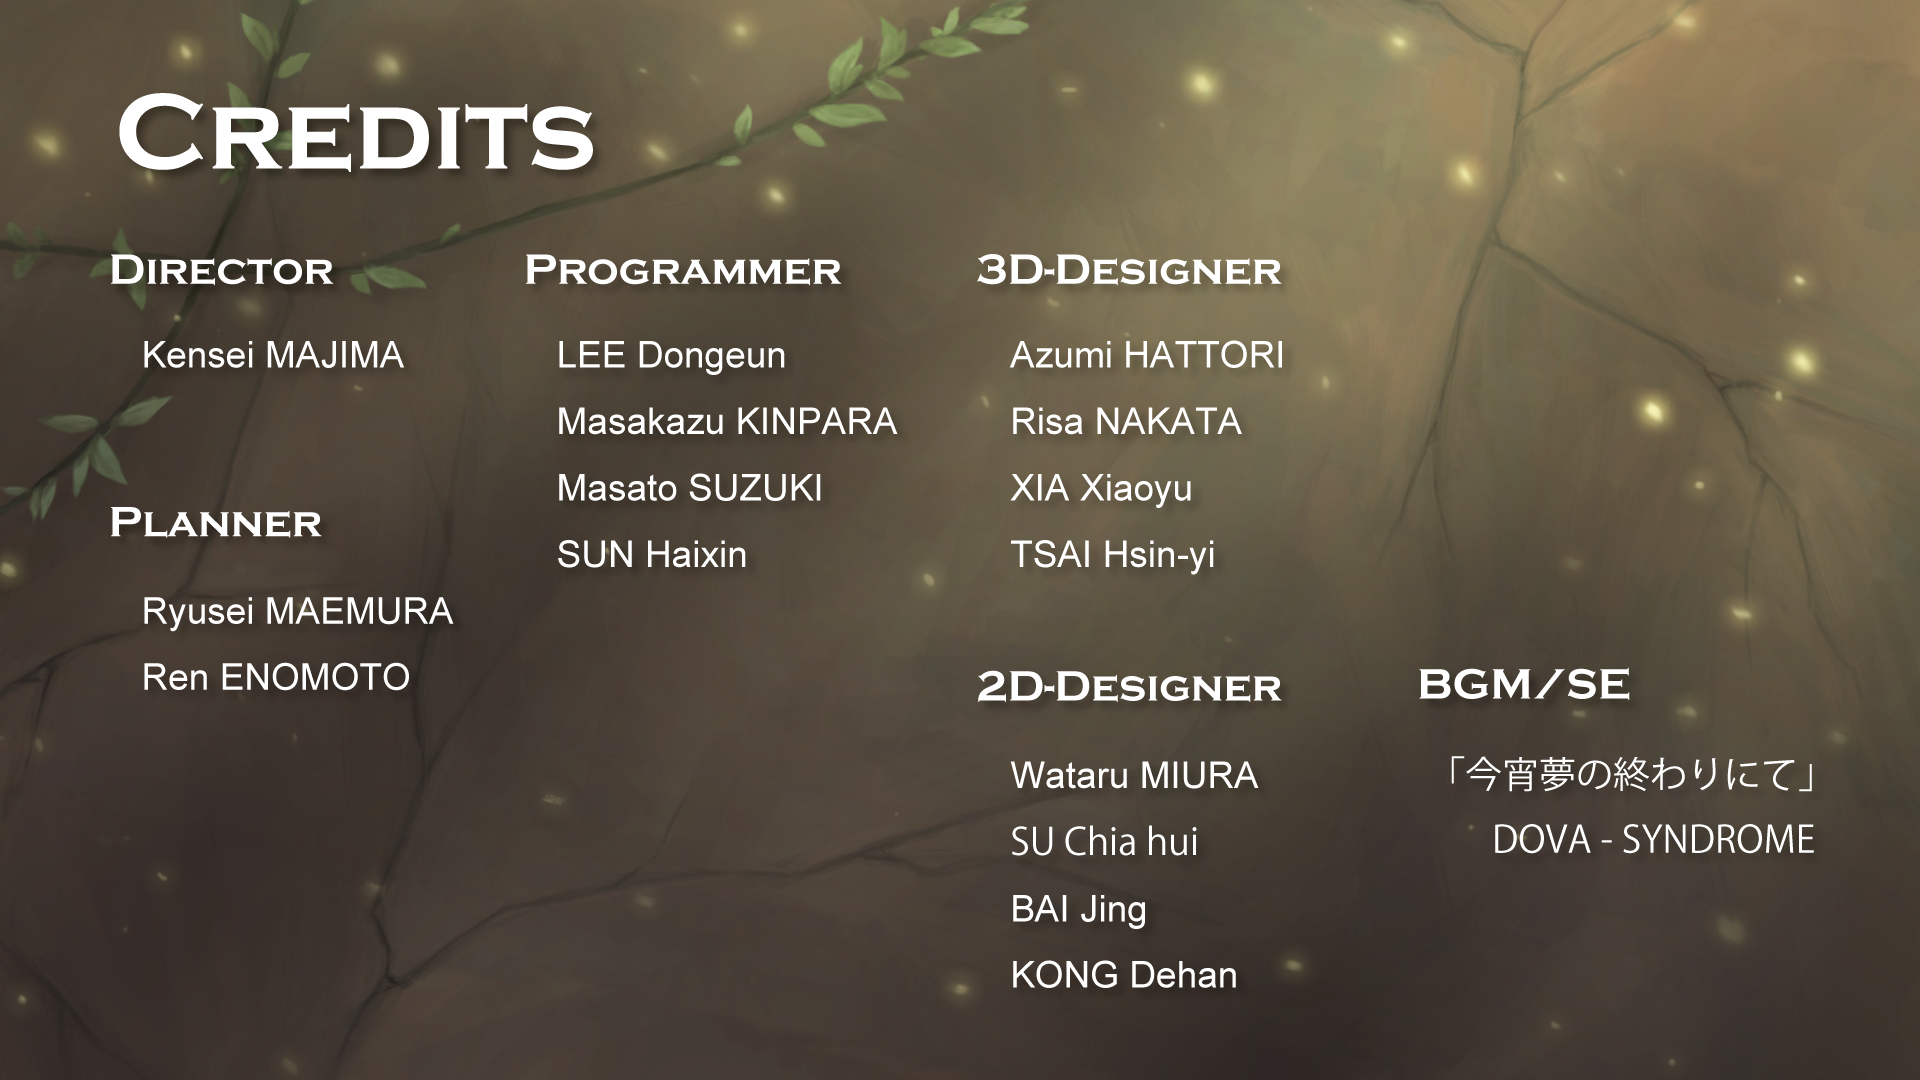 CREDITS
DIRECTOR
Kensei MAJIMA
PLANNER
Ryusei MAEMURA
Ren ENOMOTO
PROGRAMMER
LEE Dongeun
Masakazu KINPARA
Masato SUZUKI
SUN Haixin
3D-DESIGNER
Azumi HATTORI
Risa NAKATA
XIA Xiaoyu
TSAI Hsin-yi
2D-DESIGNER
Wataru MIURA
SU Chia hui
BAI Jing
KONG Dehan
BGM/SE
「今宵夢の終わりにて」
DOVA - SYNDROME